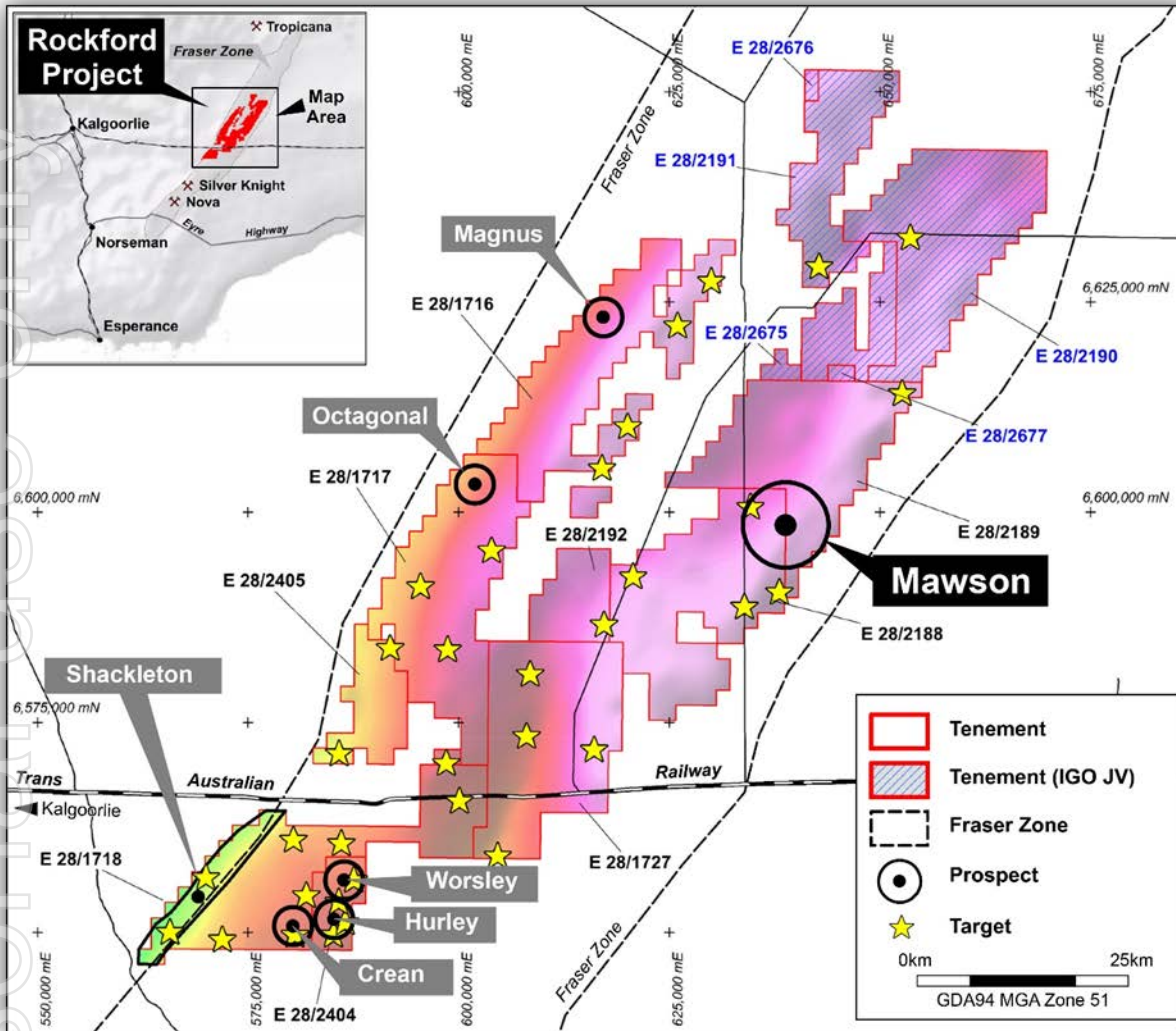 Rockford
Project
Fraser Zone
Tropicana
Map
Area
Kalgoorlie
Silver Knight
Nova
Norseman
Eyre
Highway
Esperance
600,000 mE
625,000 mE
650,000 mE
675,000 mE
E 28/2676
Fraser Zone
E 28/2191
Magnus
E 28/1716
6,625,000 mN
E 28/2675
E 28/2190
Octagonal
E 28/2677
E 28/1717
6,600,000 mN
6,600,000 mN
E 28/2192
E 28/2189
E 28/2405
Mawson
E 28/2188
Shackleton
6,575,000 mN
Trans
Australian
Railway
Kalgoorlie
E 28/1718
E 28/1727
Worsley
Hurley
Crean
E 28/2404
550,000 mE
575,000 mE
600,000 mE
625,000 mE
Fraser Zone
Tenement
Tenement (IGO JV)
Fraser Zone
Prospect
Target
0km
25km
GDA94 MGA Zone 51